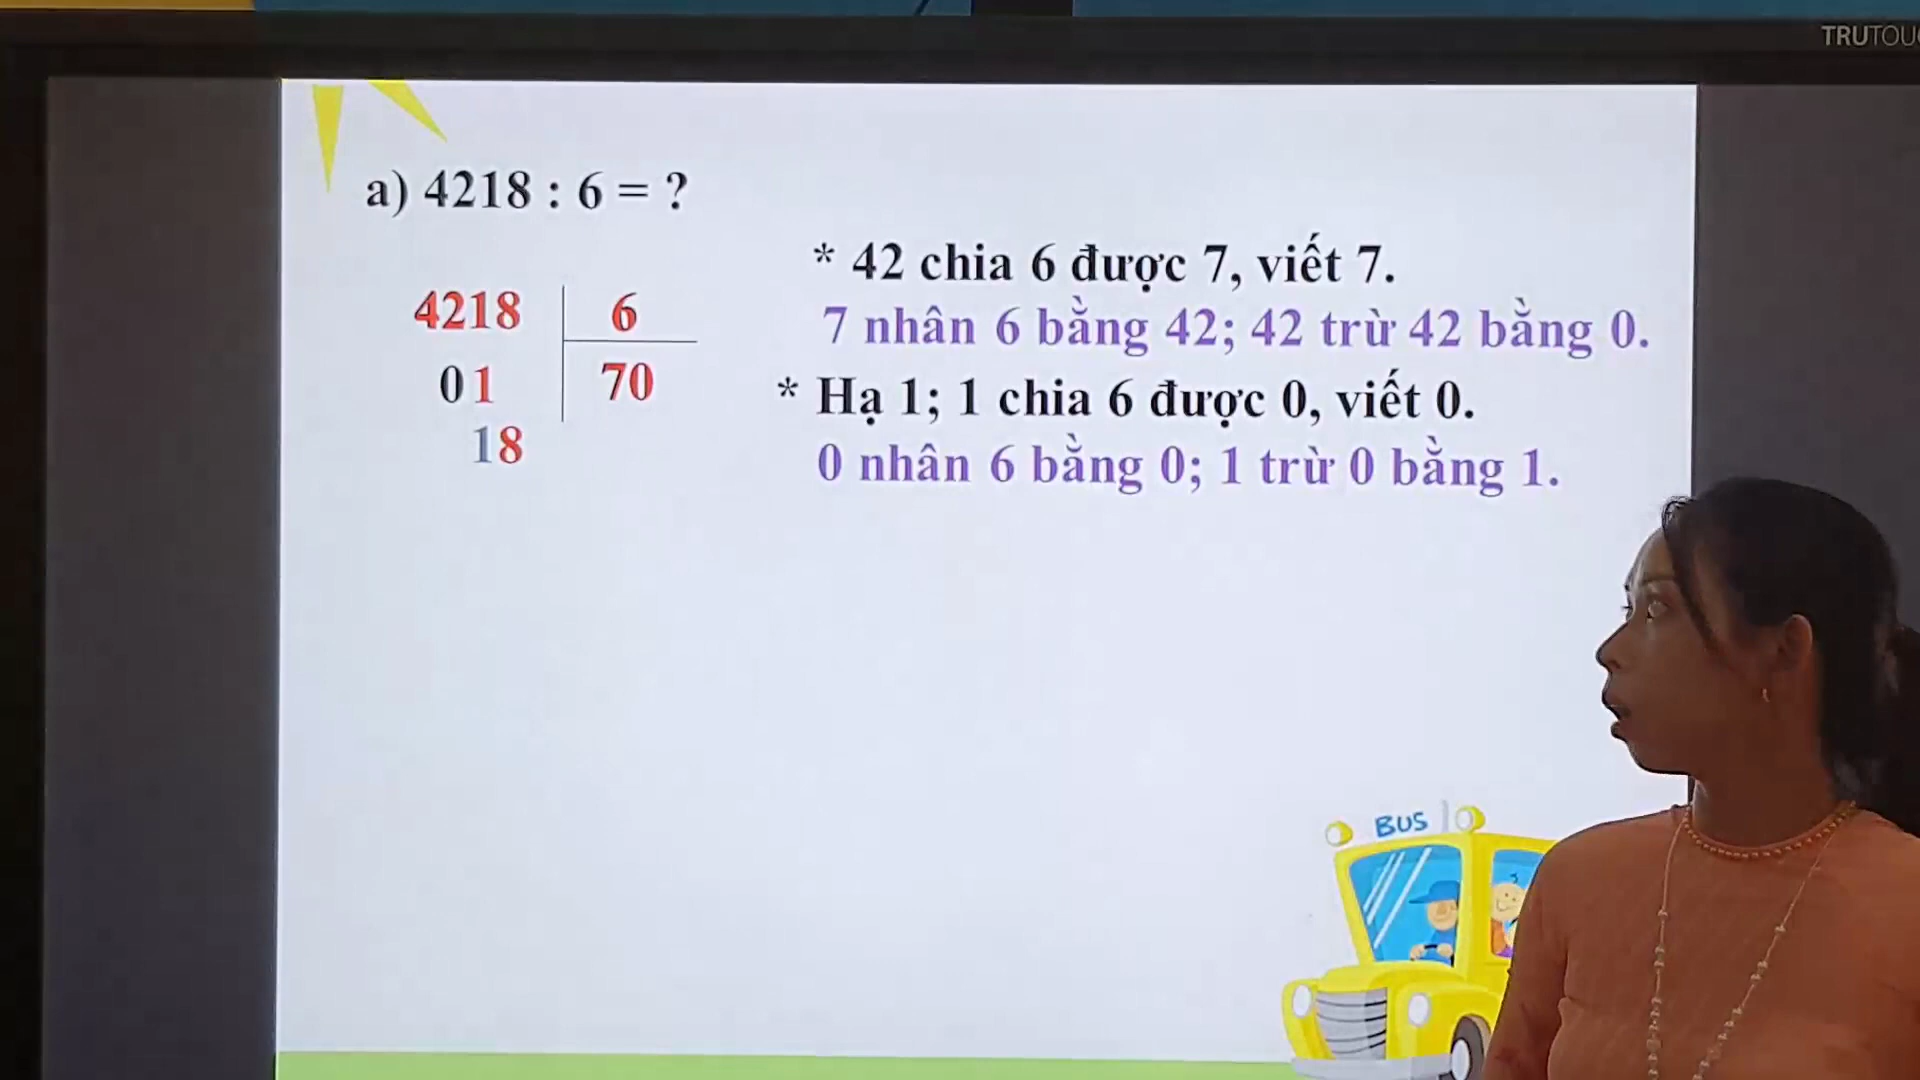 TRUTOU
a) 4218 : 6 = ?
* 42 chia 6 được 7, viết 7.
7 nhân 6 bằng 42; 42 trừ 42 bằng 0.
* Hạ 1; 1 chia 6 được 0, viết 0.
0 nhân 6 bằng 0; 1 trừ 0 bằng 1.
4218 6
01 70
18
BUS